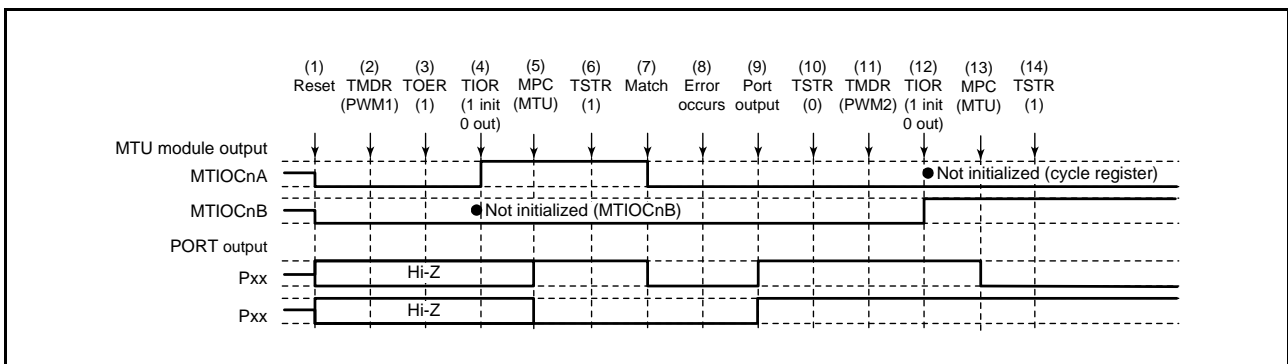 (1) (2) (3) (4) (5) (6) (7) (8) (9) (10) (11) (12) (13) (14)
Reset TMDR TOER TIOR MPC TSTR Match Error Port TSTR TMDR TIOR MPC TSTR
(PWM1) (1) (1 init (MTU) (1) occurs output (0) (PWM2) (1 init (MTU) (1)
0 out) 0 out)
MTU module output
MTIOCnA ● Not initialized (cycle register)
MTIOCnB ● Not initialized (MTIOCnB)
PORT output
Pxx Hi-Z
Pxx Hi-Z